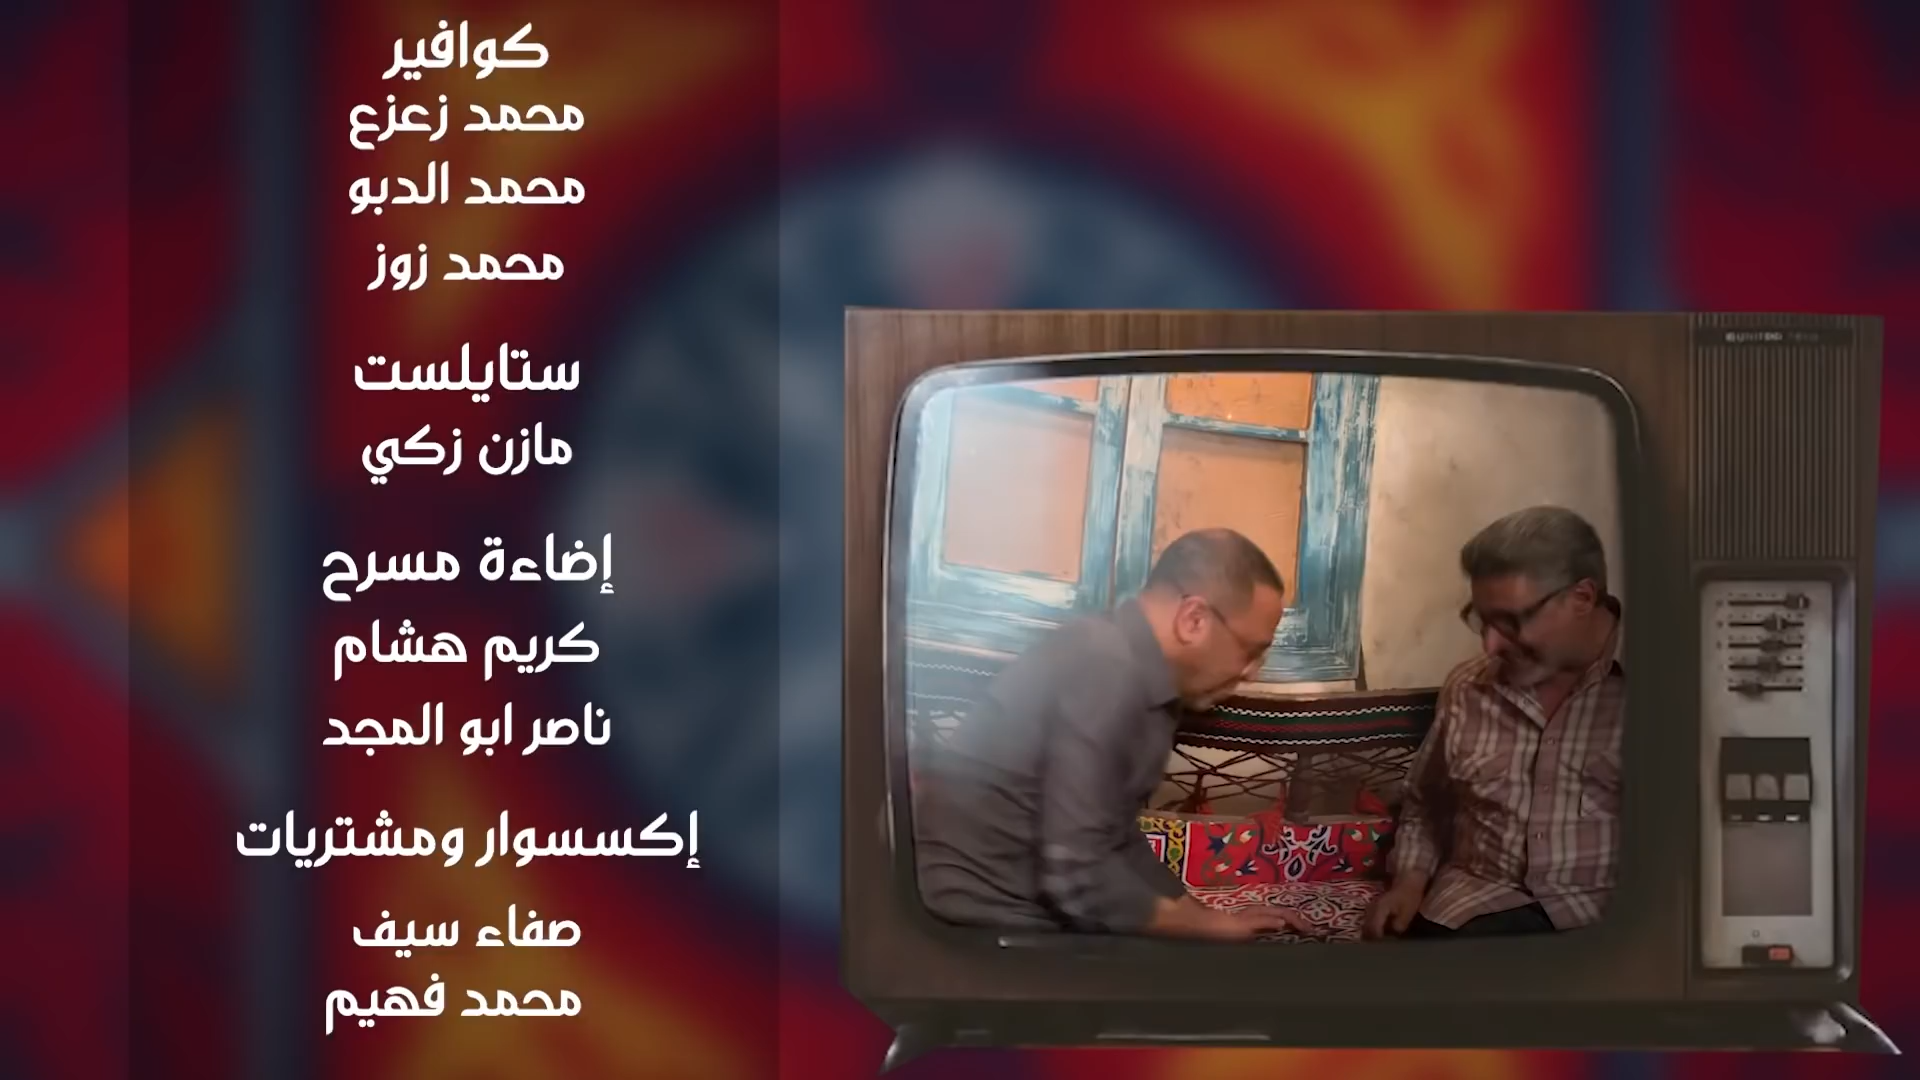 كوافير
محمد زعزع
محمد الدبو
محمد زوز
ستايلست
مازن زكي
إضاءة مسرح
كريم هشام
ناصر ابو المجد
إكسسوار ومشتريات
صفاء سيف
محمد فهيم